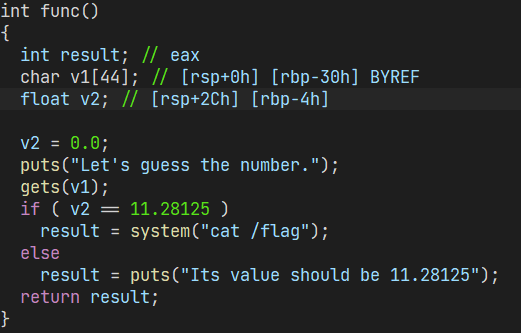 int func()
{
  int result; // eax
  char v1[44]; // [rsp+0h] [rbp-30h] BYREF
  float v2; // [rsp+2Ch] [rbp-4h]

  v2 = 0.0;
  puts("Let's guess the number.");
  gets(v1);
  if ( v2 == 11.28125 )
    result = system("cat /flag");
  else
    result = puts("Its value should be 11.28125");
  return result;
}